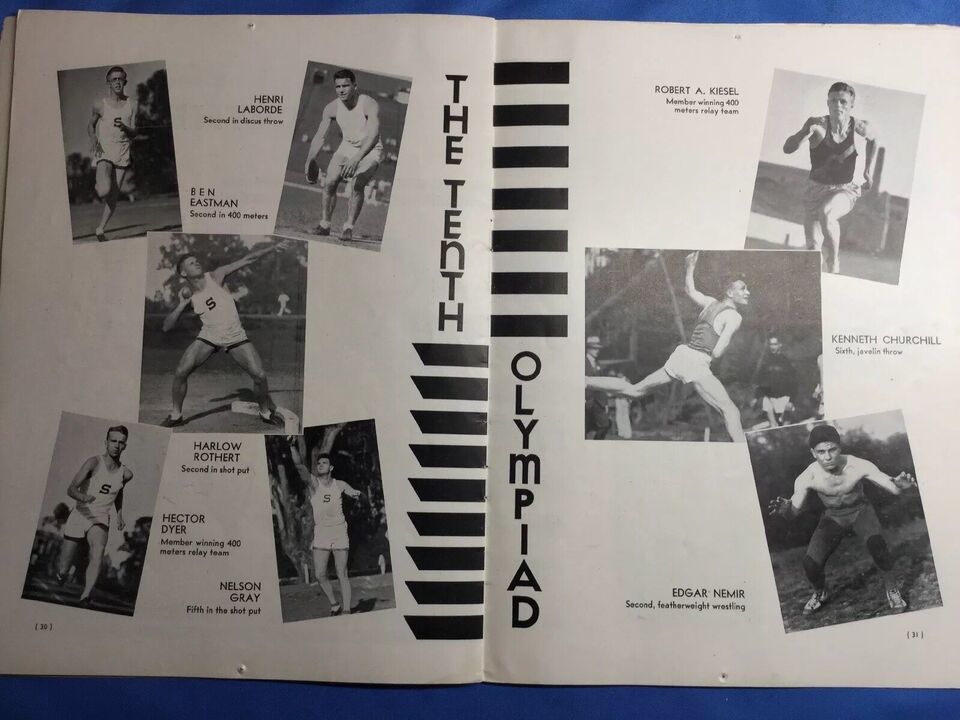 HENRI
LABORDE
Second in discus throw
BEN
EASTMAN
Second in 400 meters
S
S
HARLOW
ROTHERT
Second in shot put
S
S
HECTOR
DYER
Member winning 400
meters relay team
NELSON
GRAY
Fifth in the shot put
[ 30 ]
THE TENTH
OLYMPIAD
ROBERT A. KIESEL
Member winning 400
meters relay team
KENNETH CHURCHILL
Sixth, javelin throw
EDGAR NEMIR
Second, featherweight wrestling
[ 31 ]